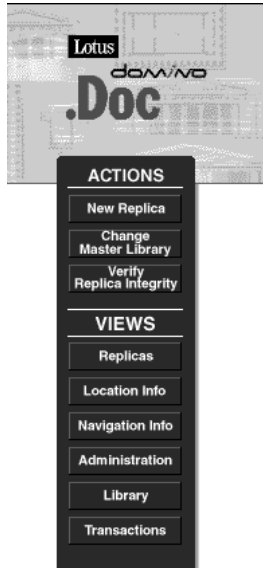 Lotus
domino
.Doc
ACTIONS
New Replica
Change
Master Library
Verify
Replica Integrity
VIEWS
Replicas
Location Info
Navigation Info
Administration
Library
Transactions